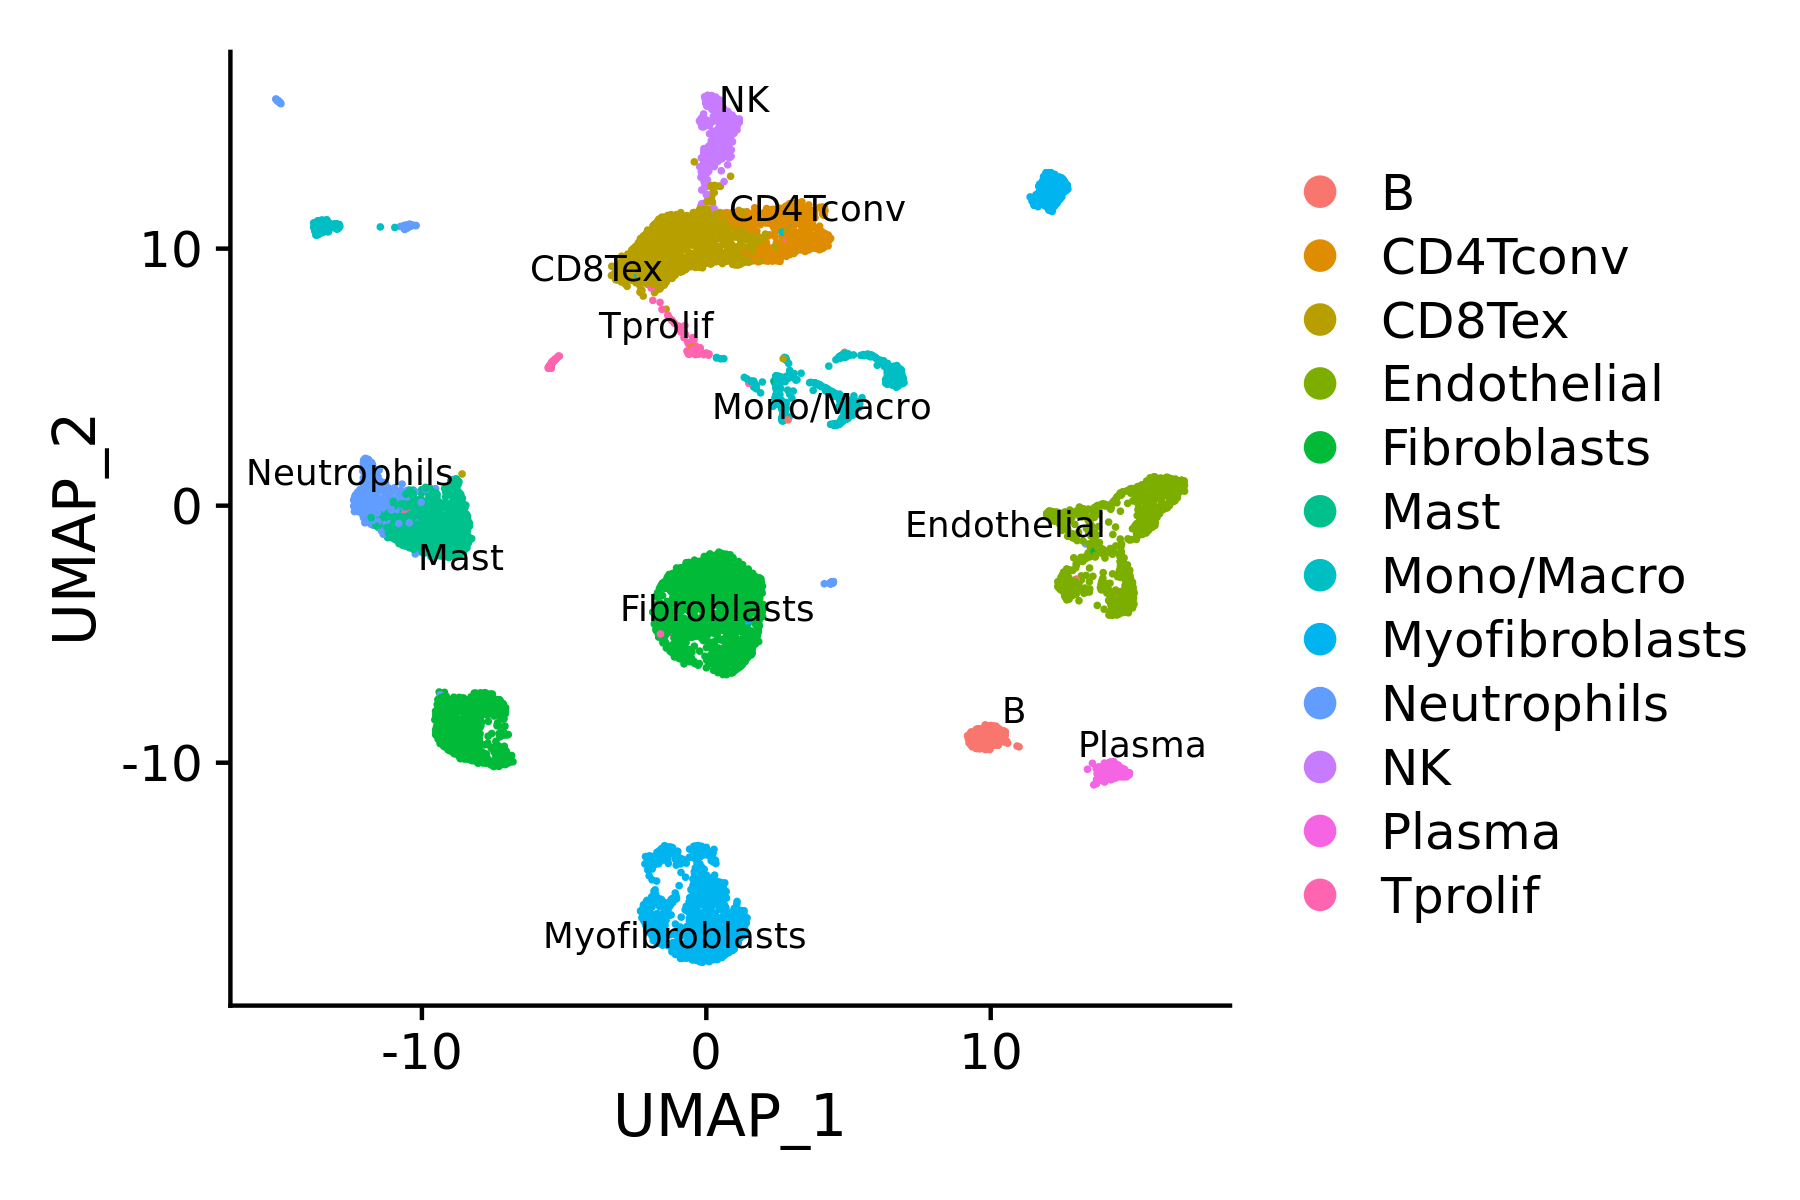 NK
CD4Tconv
CD8Tex
Tprolif
Mono/Macro
Neutrophils
Mast
Endothelial
Fibroblasts
B
Plasma
Myofibroblasts
10
0
-10
UMAP_2
-10
0
10
UMAP_1
B
CD4Tconv
CD8Tex
Endothelial
Fibroblasts
Mast
Mono/Macro
Myofibroblasts
Neutrophils
NK
Plasma
Tprolif